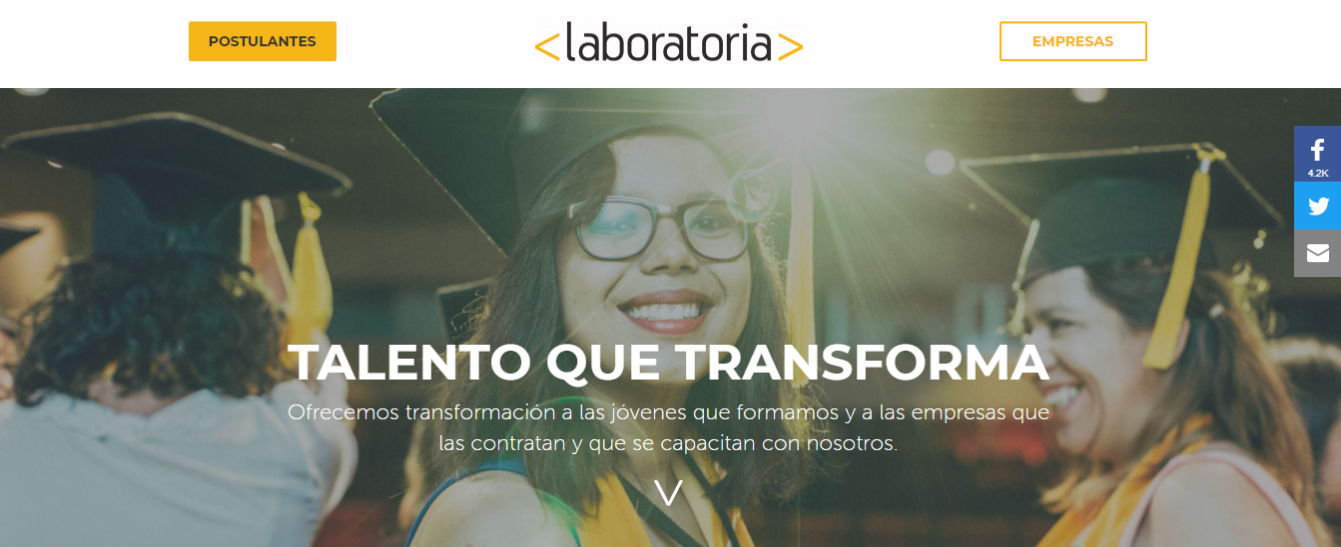 POSTULANTES
<laboratoria>
EMPRESAS
4.2K
TALENTO QUE TRANSFORMA
Ofrecemos transformación a las jóvenes que formamos y a las empresas que
las contratan y que se capacitan con nosotros.